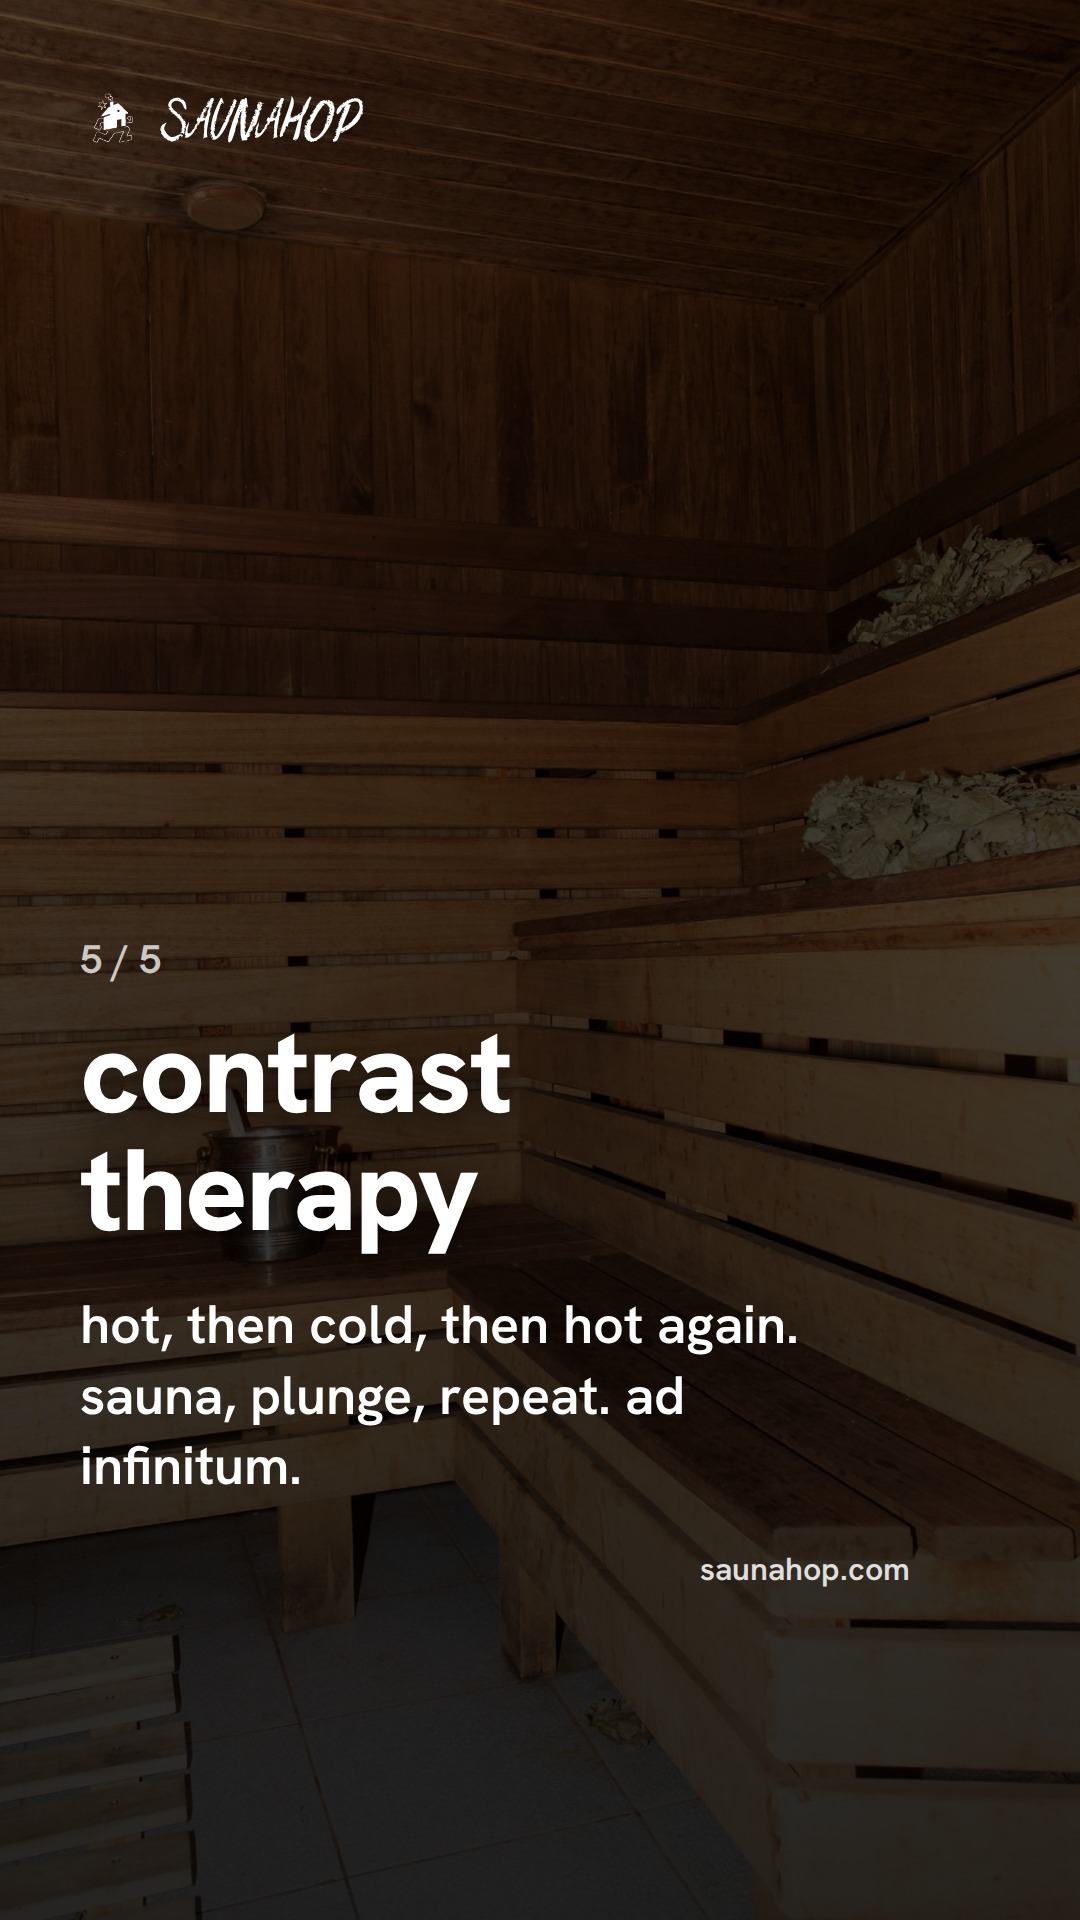 SAUNAHOP
5 / 5
contrast
therapy
hot, then cold, then hot again.
sauna, plunge, repeat. ad
infinitum.
saunahop.com